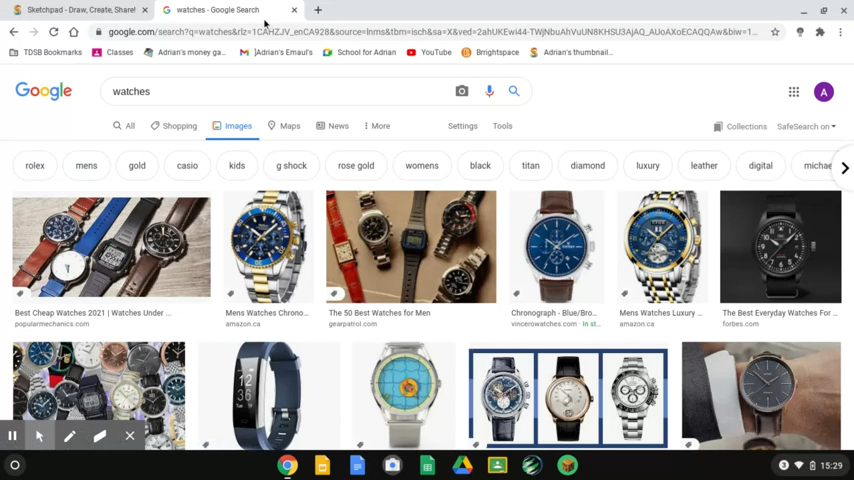 Sketchpad - Draw, Create, Share!
watches - Google Search
google.com/search?q=watches&rlz=1CAHZJV_enCA928&source=lnms&tbm=isch&sa=X&ved=2ahUKEwi44-TWjNbuAhVuUN8KHSU3AjAQ_AUoAXoECAQQAw&biw=1...
TDSB Bookmarks
Classes
Adrian's money ga...
]Adrian's Emaul's
School for Adrian
YouTube
Brrightspace
Adrian's thumbnail...
Google
watches
A
All
Shopping
Images
Maps
News
More
Settings
Tools
Collections
SafeSearch on
rolex
mens
gold
casio
kids
g shock
rose gold
womens
black
titan
diamond
luxury
leather
digital
michae
Best Cheap Watches 2021 | Watches Under ...
popularmechanics.com
Mens Watches Chrono...
amazon.ca
The 50 Best Watches for Men
gearpatrol.com
Chronograph - Blue/Bro...
vincerowatches.com · In st...
Mens Watches Luxury ...
amazon.ca
The Best Everyday Watches For ...
forbes.com
12
36
3
15:29